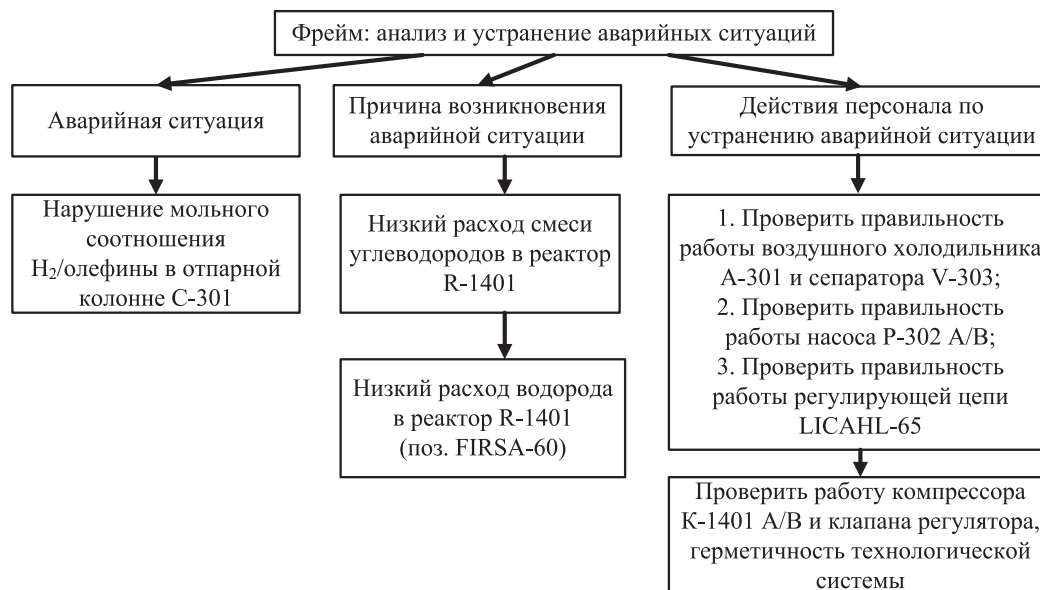 Фрейм: анализ и устранение аварийных ситуаций
Аварийная ситуация
Причина возникновения
аварийной ситуации
Действия персонала по
устранению аварийной ситуации
Нарушение мольного
соотношения
H₂/олефины в отпарной
колонне С-301
Низкий расход смеси
углеводородов в реактор
R-1401
Низкий расход водорода
в реактор R-1401
(поз. FIRSA-60)
1. Проверить правильность
работы воздушного холодильника
А-301 и сепаратора V-303;
2. Проверить правильность
работы насоса Р-302 А/В;
3. Проверить правильность
работы регулирующей цепи
LICAHL-65
Проверить работу компрессора
К-1401 А/В и клапана регулятора,
герметичность технологической
системы